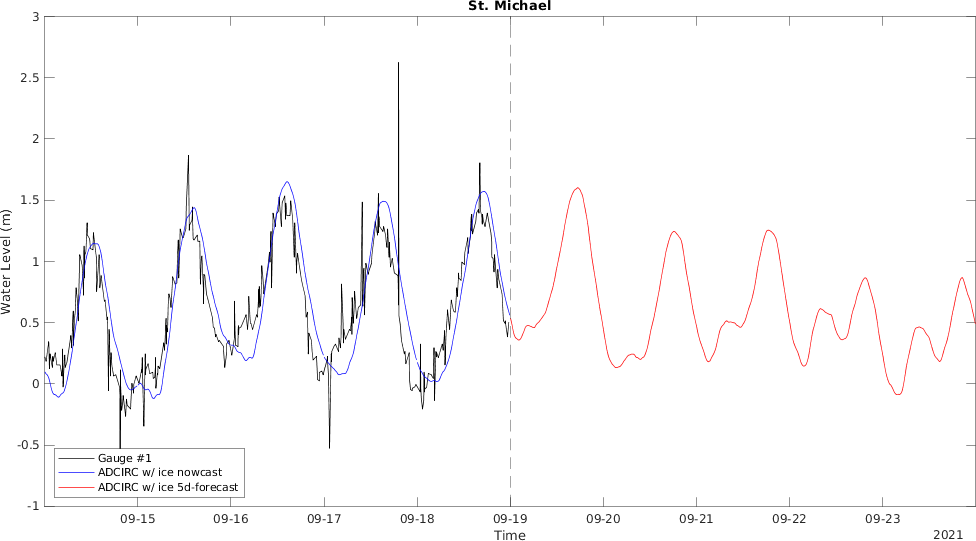 St. Michael
3
2.5
2
1.5
1
0.5
0
-0.5
-1
Water Level (m)
Gauge #1
ADCIRC w/ ice nowcast
ADCIRC w/ ice 5d-forecast
09-15 09-16 09-17 09-18 09-19 09-20 09-21 09-22 09-23
Time
2021